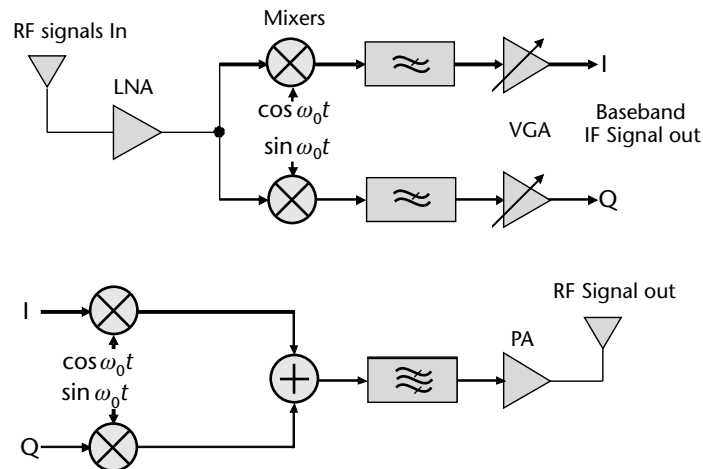 Mixers
RF signals In
LNA
I
cos ω₀t
VGA
Baseband
IF Signal out
sin ω₀t
Q
RF Signal out
I
PA
cos ω₀t
sin ω₀t
Q